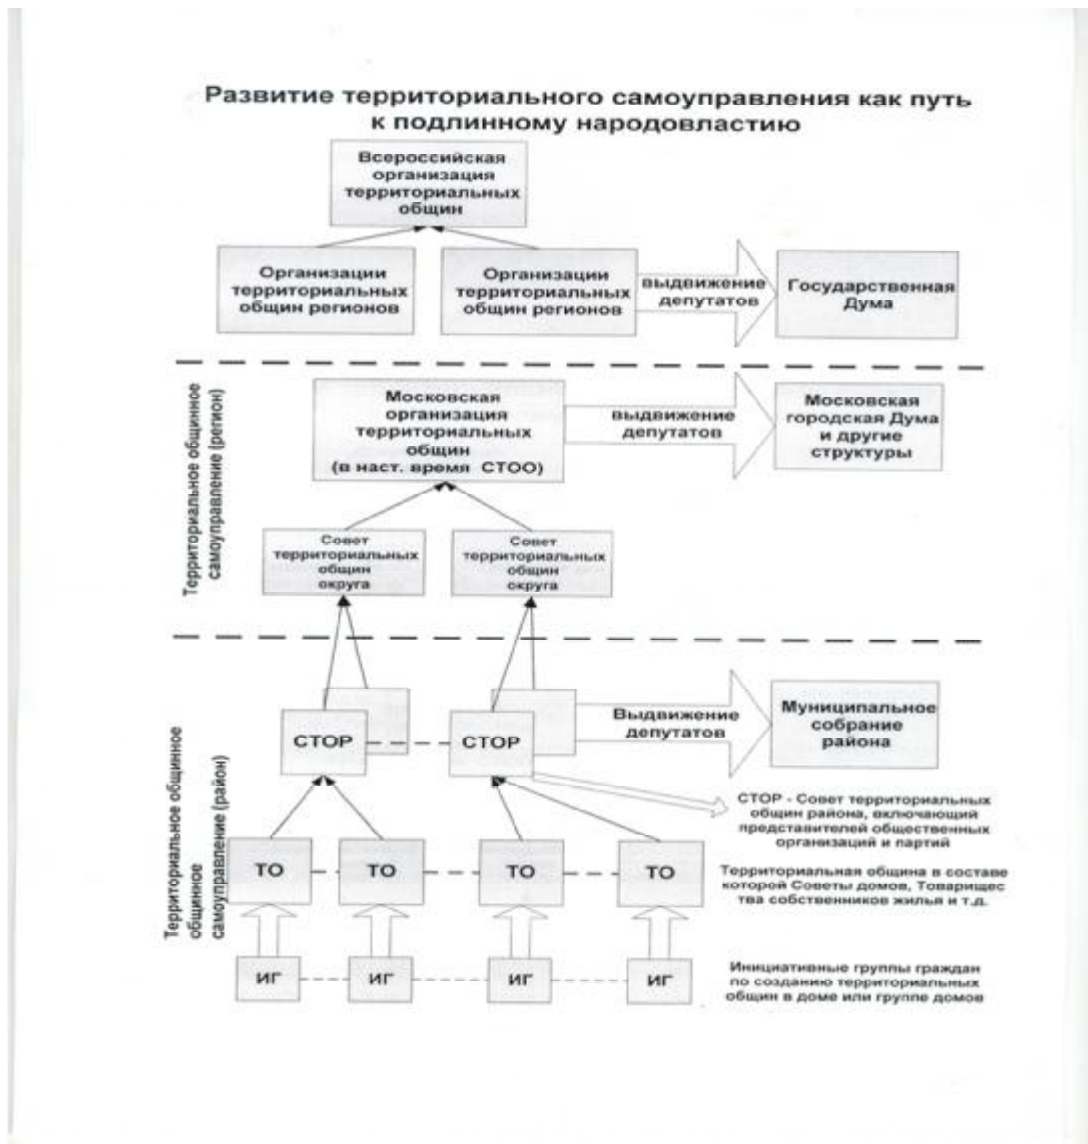 Развитие территориального самоуправления как путь
к подлинному народовластию
Всероссийская
организация
территориальных
общин
Организации
территориальных
общин регионов
Организации
территориальных
общин регионов
выдвижение
депутатов
Государственная
Дума
Территориальное общинное
самоуправление (регион)
Московская
организация
территориальных
общин
(в наст. время СТОО)
выдвижение
депутатов
Московская
городская Дума
и другие
структуры
Совет
территориальных
общин
округа
Совет
территориальных
общин
округа
Территориальное общинное
общинное
самоуправление (район)
СТОР
СТОР
Выдвижение
депутатов
Муниципальное
собрание
района
СТОР - Совет территориальных
общин района, включающий
представителей общественных
организаций и партий
ТО
ТО
ТО
ТО
Территориальная община в составе
которой Советы домов, Товарищес
тва собственников жилья и т.д.
ИГ
ИГ
ИГ
ИГ
Инициативные группы граждан
по созданию территориальных
общин в доме или группе домов